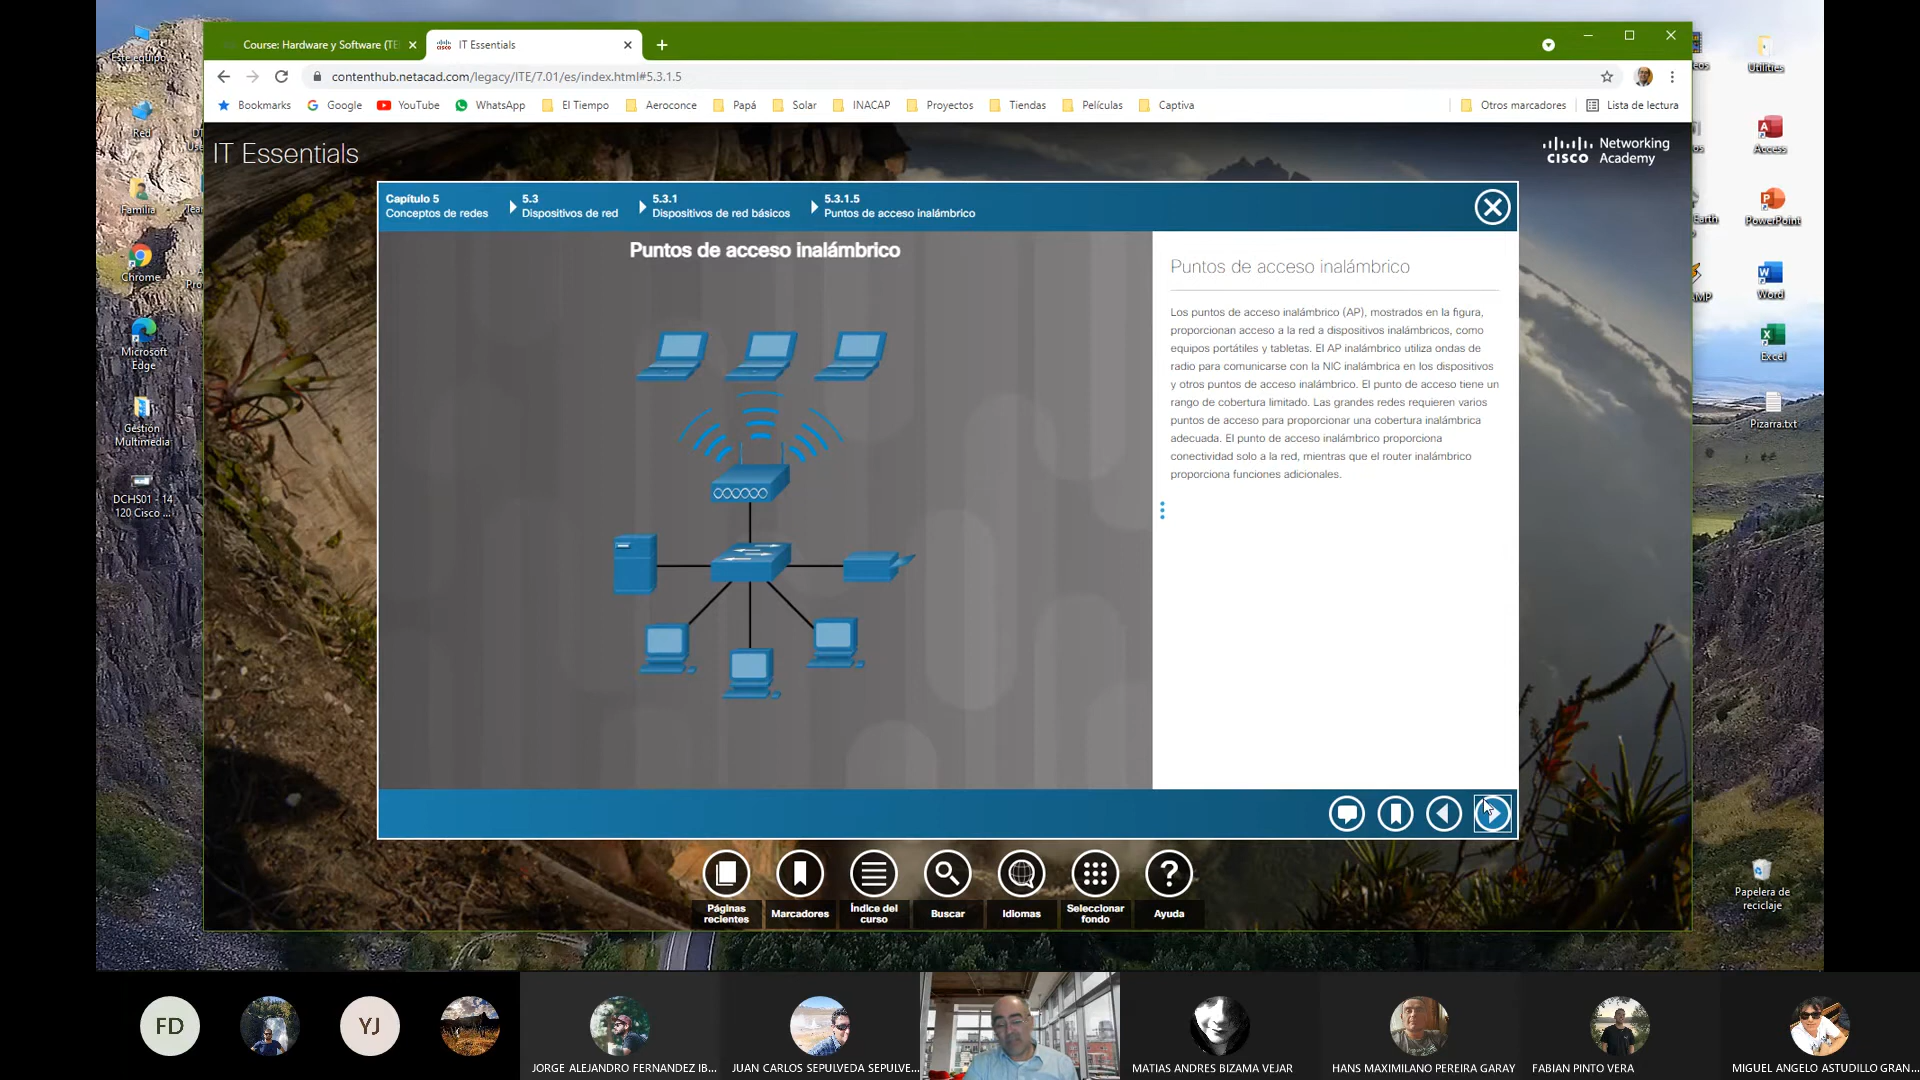 Este equipo
Red
Familia
Chrome
Microsoft
Edge
Gestión
Multimedia
DCHS01 - 14
120 Cisco ...
Course: Hardware y Software (TE
IT Essentials
contenthub.netacad.com/legacy/ITE/7.01/es/index.html#5.3.1.5
Bookmarks
Google
YouTube
WhatsApp
El Tiempo
Aeroconce
Papá
Solar
INACAP
Proyectos
Tiendas
Películas
Captiva
Otros marcadores
Lista de lectura
IT Essentials
cisco
Networking
Academy
Capítulo 5
Conceptos de redes
5.3
Dispositivos de red
5.3.1
Dispositivos de red básicos
5.3.1.5
Puntos de acceso inalámbrico
Puntos de acceso inalámbrico
Puntos de acceso inalámbrico
Los puntos de acceso inalámbrico (AP), mostrados en la figura,
proporcionan acceso a la red a dispositivos inalámbricos, como
equipos portátiles y tabletas. El AP inalámbrico utiliza ondas de
radio para comunicarse con la NIC inalámbrica en los dispositivos
y otros puntos de acceso inalámbrico. El punto de acceso tiene un
rango de cobertura limitado. Las grandes redes requieren varios
puntos de acceso para proporcionar una cobertura inalámbrica
adecuada. El punto de acceso inalámbrico proporciona
conectividad solo a la red, mientras que el router inalámbrico
proporciona funciones adicionales.
Páginas
recientes
Marcadores
Índice del
curso
Buscar
Idiomas
Seleccionar
fondo
Ayuda
Utilities
Access
PowerPoint
Word
Excel
Pizarra.txt
Papelera de
reciclaje
FD
YJ
JORGE ALEJANDRO FERNANDEZ IB...
JUAN CARLOS SEPULVEDA SEPULVE...
MATIAS ANDRES BIZAMA VEJAR
HANS MAXIMILANO PEREIRA GARAY
FABIAN PINTO VERA
MIGUEL ANGELO ASTUDILLO GRAN...